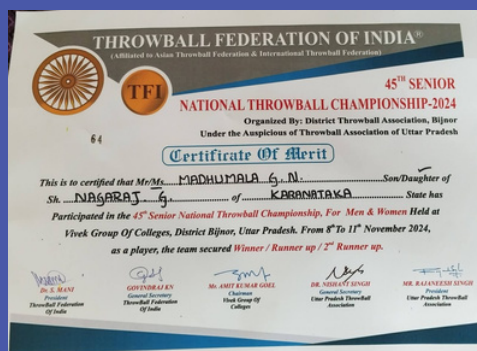 THROWBALL FEDERATION OF INDIA®
(Affiliated to Asian Throwball Federation & International Throwball Federation)
TFI
45TH SENIOR
NATIONAL THROWBALL CHAMPIONSHIP-2024
Organized By: District Throwball Association, Bijnor
Under the Auspicious of Throwball Association of Uttar Pradesh
64
Certificate Of Merit
This is to certified that Mr/Ms. MADHUMALA G.N. Son/Daughter of
Sh. NAGARAJ. G. of KARANATAKA State has
Participated in the 45th Senior National Throwball Championship, For Men & Women Held at
Vivek Group Of Colleges, District Bijnor, Uttar Pradesh. From 8th To 11th November 2024,
as a player, the team secured Winner / Runner up / 2nd Runner up.
Dr. S. MANI
President
ThrowBall Federation
Of India
GOVINDRAJ KN
General Secretary
ThrowBall Federation
Of India
Mr. AMIT KUMAR GOEL
Chairman
Vivek Group Of
Colleges
DR. NISHANT SINGH
General Secretary
Uttar Pradesh ThrowBall
Association
MR. RAJANEESH SINGH
President
Uttar Pradesh ThrowBall
Association